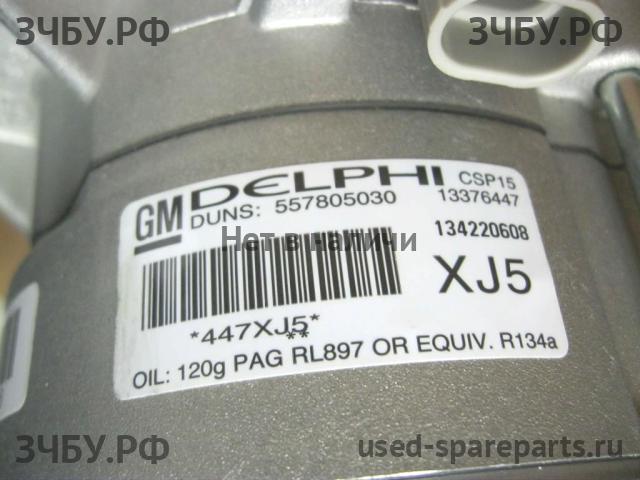 ЗЧБУ.РФ ЗЧБУ.РФ
GM DELPHI CSP15
DUNS: 557805030 13376447
134220608
Нет в наличи
XJ5
*447XJ5*
**
OIL: 120g PAG RL897 OR EQUIV. R134a
ЗЧБУ.РФ used-spareparts.ru